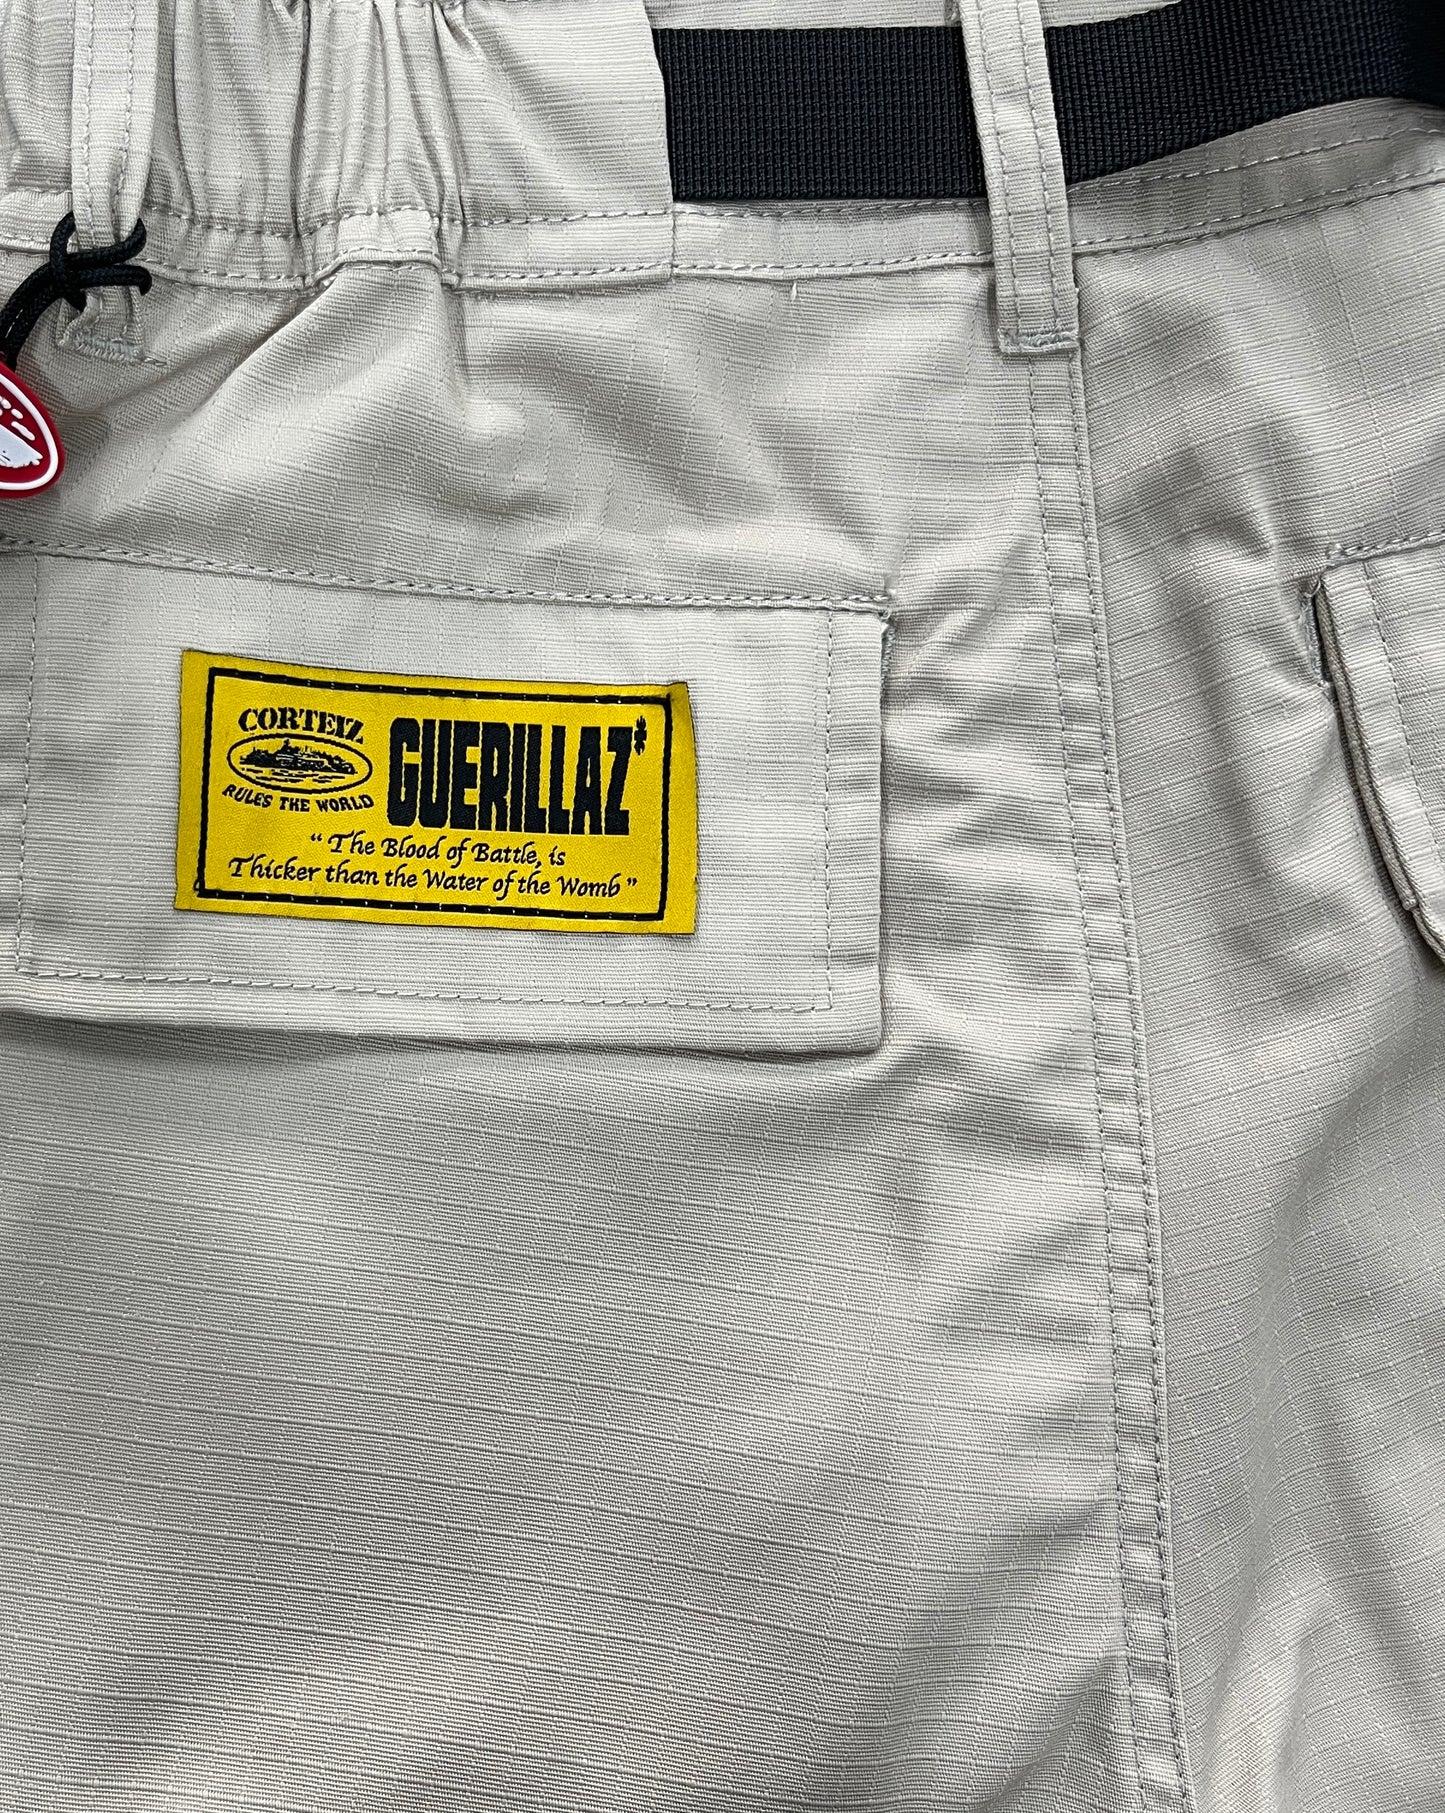 CORTEIZ
RULES THE WORLD
GUERILLAZ
“The Blood of Battle, is
Thicker than the Water of the Womb”